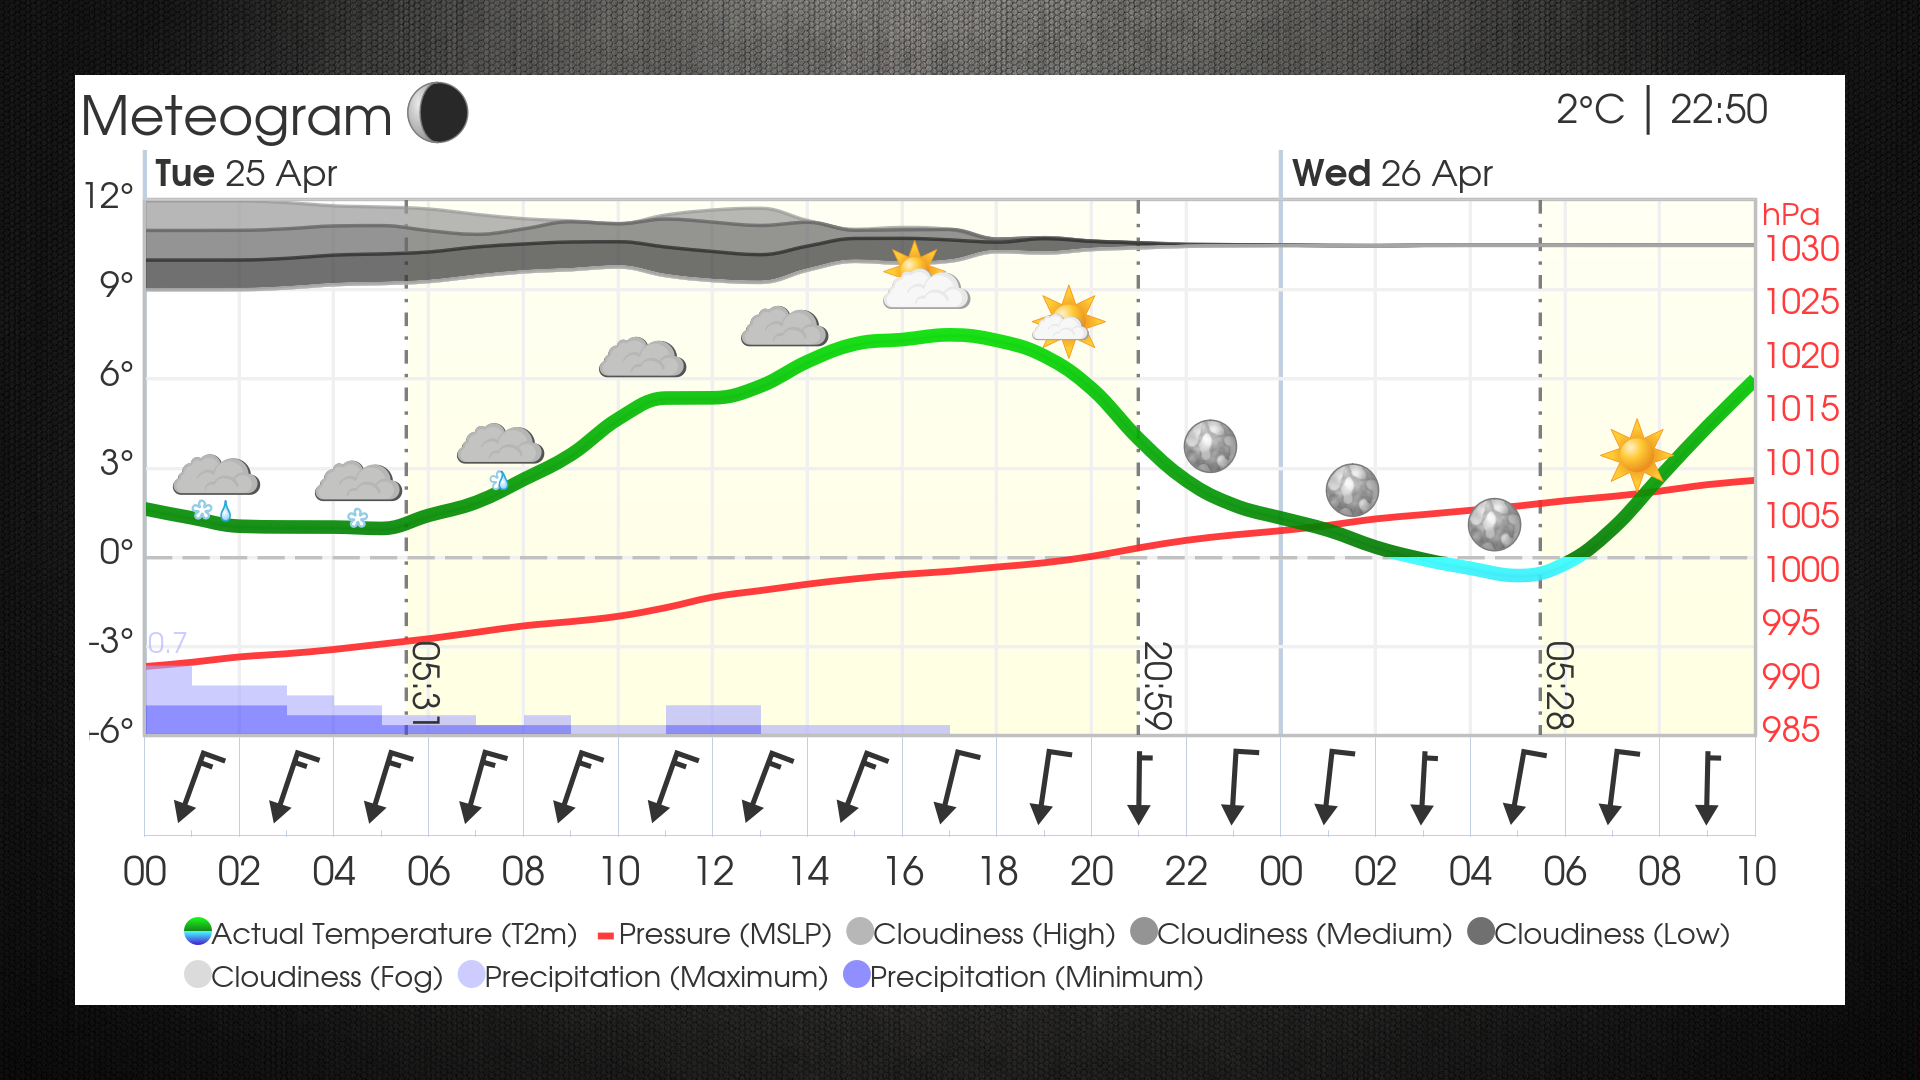 Meteogram
2°C | 22:50
Tue 25 Apr
Wed 26 Apr
12°
9°
6°
3°
0°
-3°
-6°
hPa
1030
1025
1020
1015
1010
1005
1000
995
990
985
0.7
05:31
20:59
05:28
00 02 04 06 08 10 12 14 16 18 20 22 00 02 04 06 08 10
Actual Temperature (T2m) Pressure (MSLP) Cloudiness (High) Cloudiness (Medium) Cloudiness (Low)
Cloudiness (Fog) Precipitation (Maximum) Precipitation (Minimum)